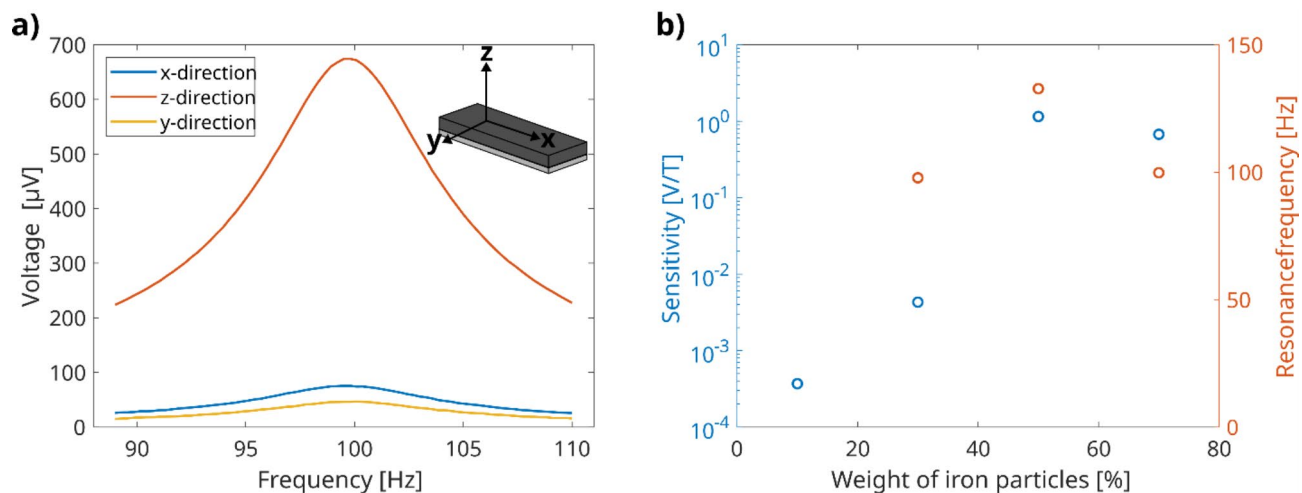 a)
700
600
500
400
300
200
100
0
Voltage [µV]
x-direction
z-direction
y-direction
z
y
x
90
95
100
105
110
Frequency [Hz]
b)
10^1
10^0
10^-1
10^-2
10^-3
10^-4
Sensitivity [V/T]
150
100
50
0
Resonancefrequency [Hz]
0
20
40
60
80
Weight of iron particles [%]